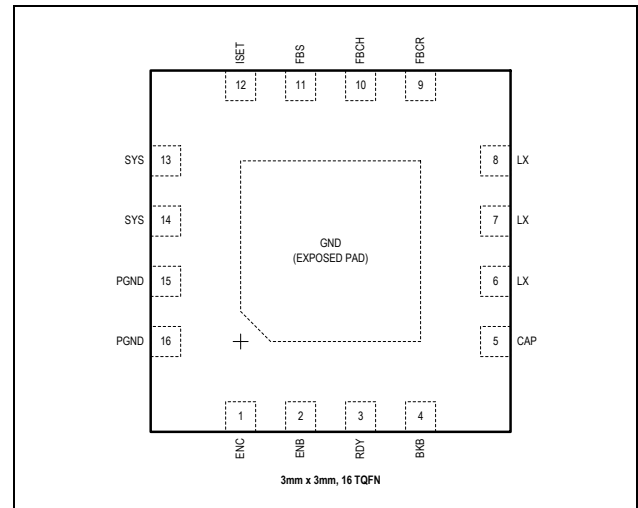 ISET FBS FBCH FBCR
12 11 10 9
SYS 13
8 LX
SYS 14
7 LX
GND
(EXPOSED PAD)
PGND 15
6 LX
PGND 16
5 CAP
1 2 3 4
ENC ENB RDY BKB
3mm x 3mm, 16 TQFN